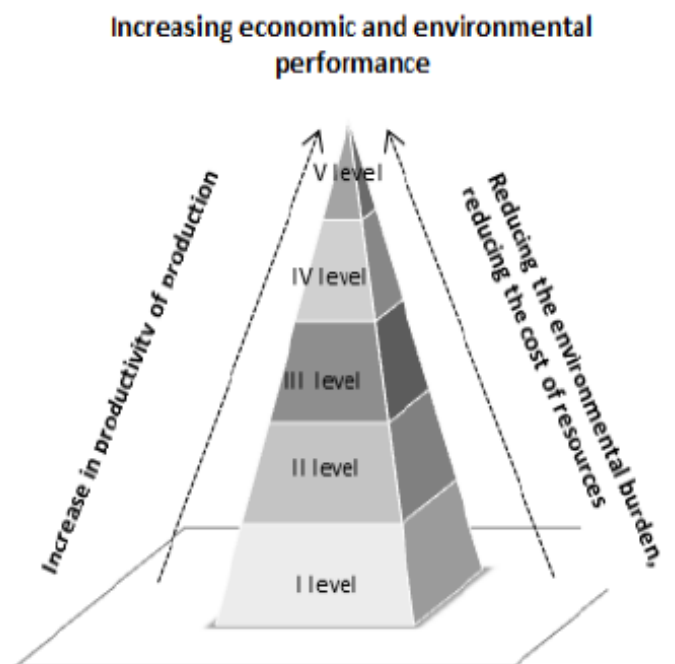 Increasing economic and environmental
performance
V level
IV level
III level
II level
I level
Increase in productivity of production
Reducing the environmental burden,
reducing the cost of resources